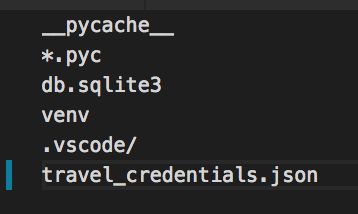 __pycache__
*.pyc
db.sqlite3
venv
.vscode/
travel_credentials.json